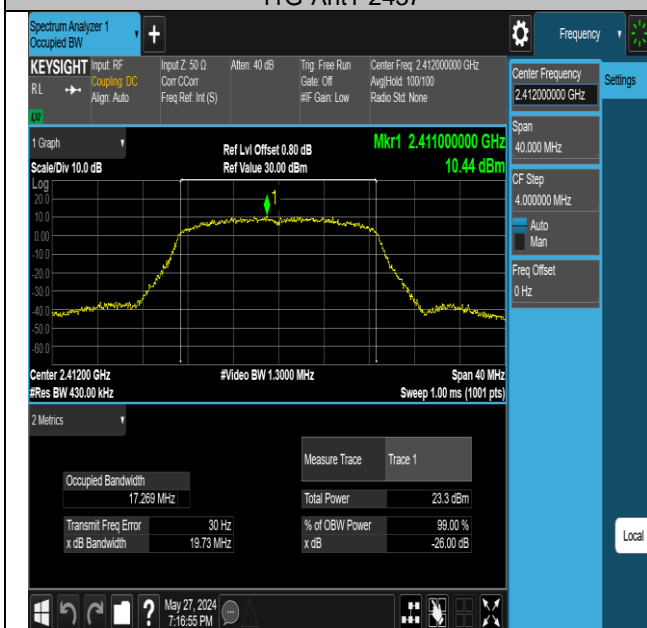 11G-Ant1 2437
Spectrum Analyzer 1
Occupied BW
+
Frequency
KEYSIGHT
RL
LXI
Input: RF
Coupling: DC
Align: Auto
Input Z: 50 Ω
Corr CCorr
Freq Ref: Int (S)
Atten: 40 dB
Trig: Free Run
Gate: Off
#IF Gain: Low
Center Freq: 2.412000000 GHz
Avg|Hold: 100/100
Radio Std: None
Center Frequency
2.412000000 GHz
Settings
Span
40.000 MHz
CF Step
4.000000 MHz
Auto
Man
Freq Offset
0 Hz
Local
1 Graph
Scale/Div 10.0 dB
Ref Lvl Offset 0.80 dB
Ref Value 30.00 dBm
Mkr1 2.411000000 GHz
10.44 dBm
Log
20.0
10.0
0.00
-10.0
-20.0
-30.0
-40.0
-50.0
-60.0
1
Center 2.41200 GHz
#Video BW 1.3000 MHz
Span 40 MHz
#Res BW 430.00 kHz
Sweep 1.00 ms (1001 pts)
2 Metrics
Measure Trace Trace 1
Occupied Bandwidth
17.269 MHz
Total Power 23.3 dBm
Transmit Freq Error 30 Hz
% of OBW Power 99.00 %
x dB Bandwidth 19.73 MHz
x dB -26.00 dB
?
May 27, 2024
7:16:55 PM